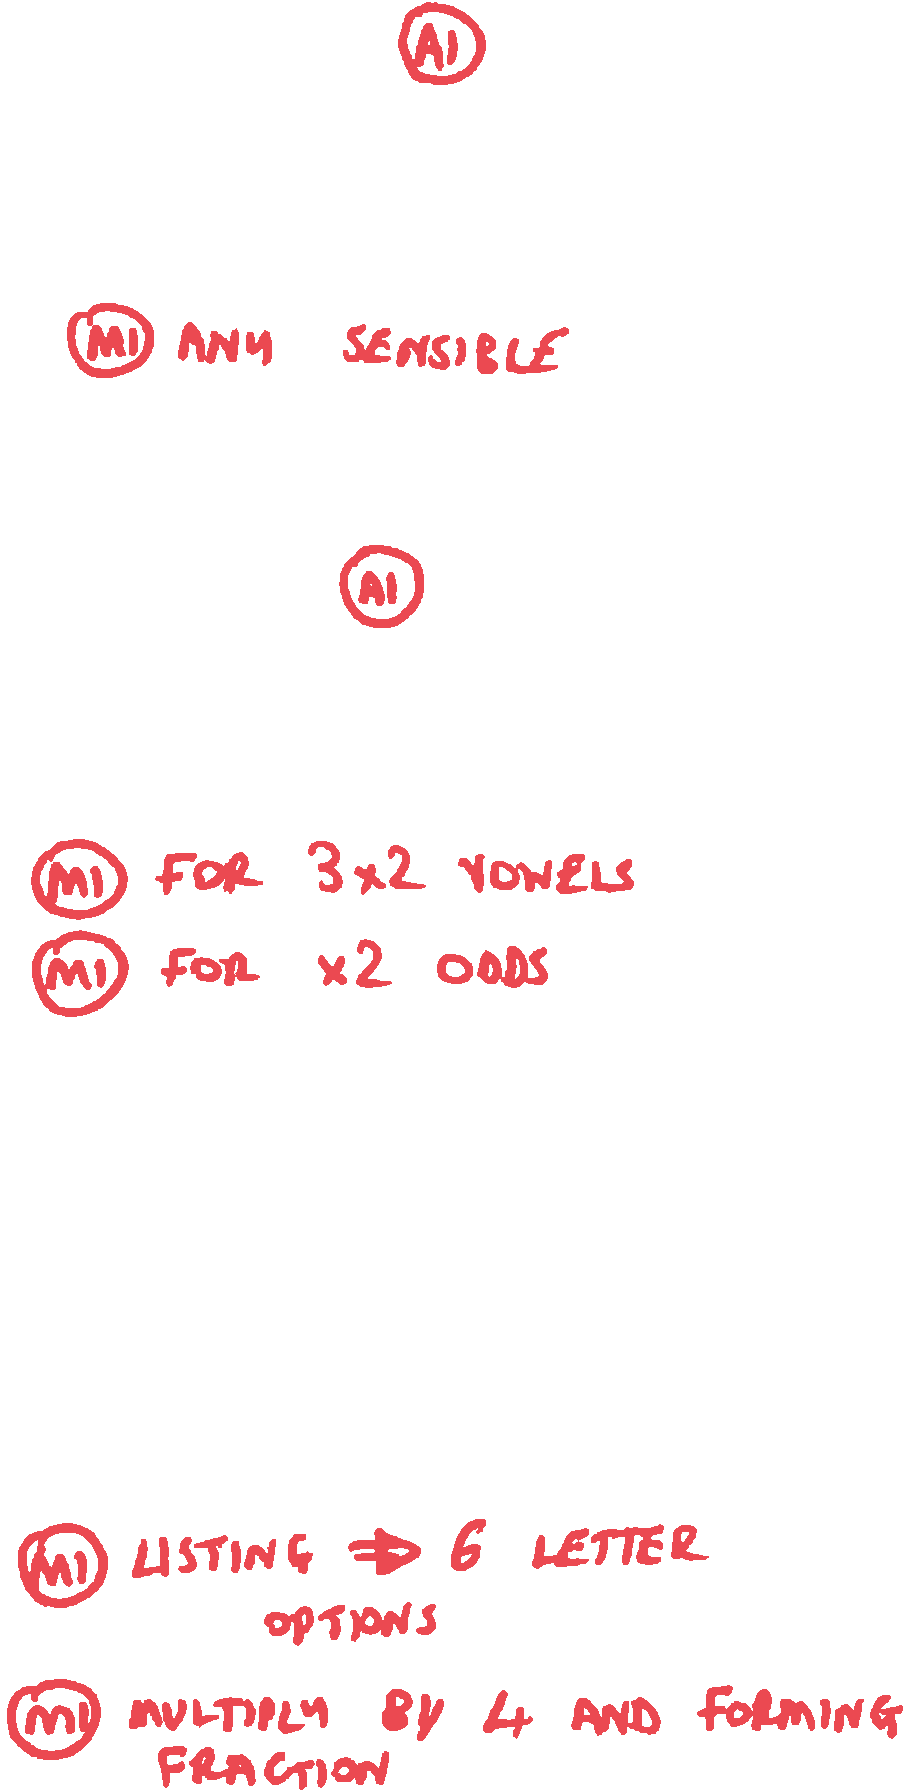 A1
M1 ANY SENSIBLE
A1
M1 FOR 3x2 VOWELS
M1 FOR x2 ODDS
M1 LISTING ⇒ 6 LETTER
OPTIONS
M1 MULTIPLY BY 4 AND FORMING
FRACTION